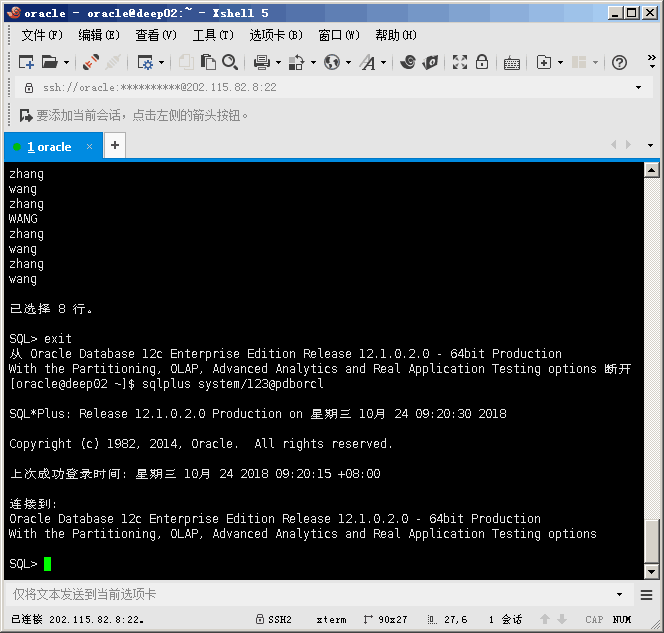 oracle - oracle@deep02:~ - Xshell 5
文件(F) 编辑(E) 查看(V) 工具(T) 选项卡(B) 窗口(W) 帮助(H)
ssh://oracle:**********@202.115.82.8:22
要添加当前会话，点击左侧的箭头按钮。
1 oracle × +
zhang
wang
zhang
WANG
zhang
wang
zhang
wang
已选择 8 行。
SQL> exit
从 Oracle Database 12c Enterprise Edition Release 12.1.0.2.0 - 64bit Production
With the Partitioning, OLAP, Advanced Analytics and Real Application Testing options 断开
[oracle@deep02 ~]$ sqlplus system/123@pdborcl
SQL*Plus: Release 12.1.0.2.0 Production on 星期三 10月 24 09:20:30 2018
Copyright (c) 1982, 2014, Oracle.  All rights reserved.
上次成功登录时间: 星期三 10月 24 2018 09:20:15 +08:00
连接到:
Oracle Database 12c Enterprise Edition Release 12.1.0.2.0 - 64bit Production
With the Partitioning, OLAP, Advanced Analytics and Real Application Testing options
SQL>
仅将文本发送到当前选项卡
已连接 202.115.82.8:22。 SSH2 xterm 90x27 27,6 1 会话 CAP NUM